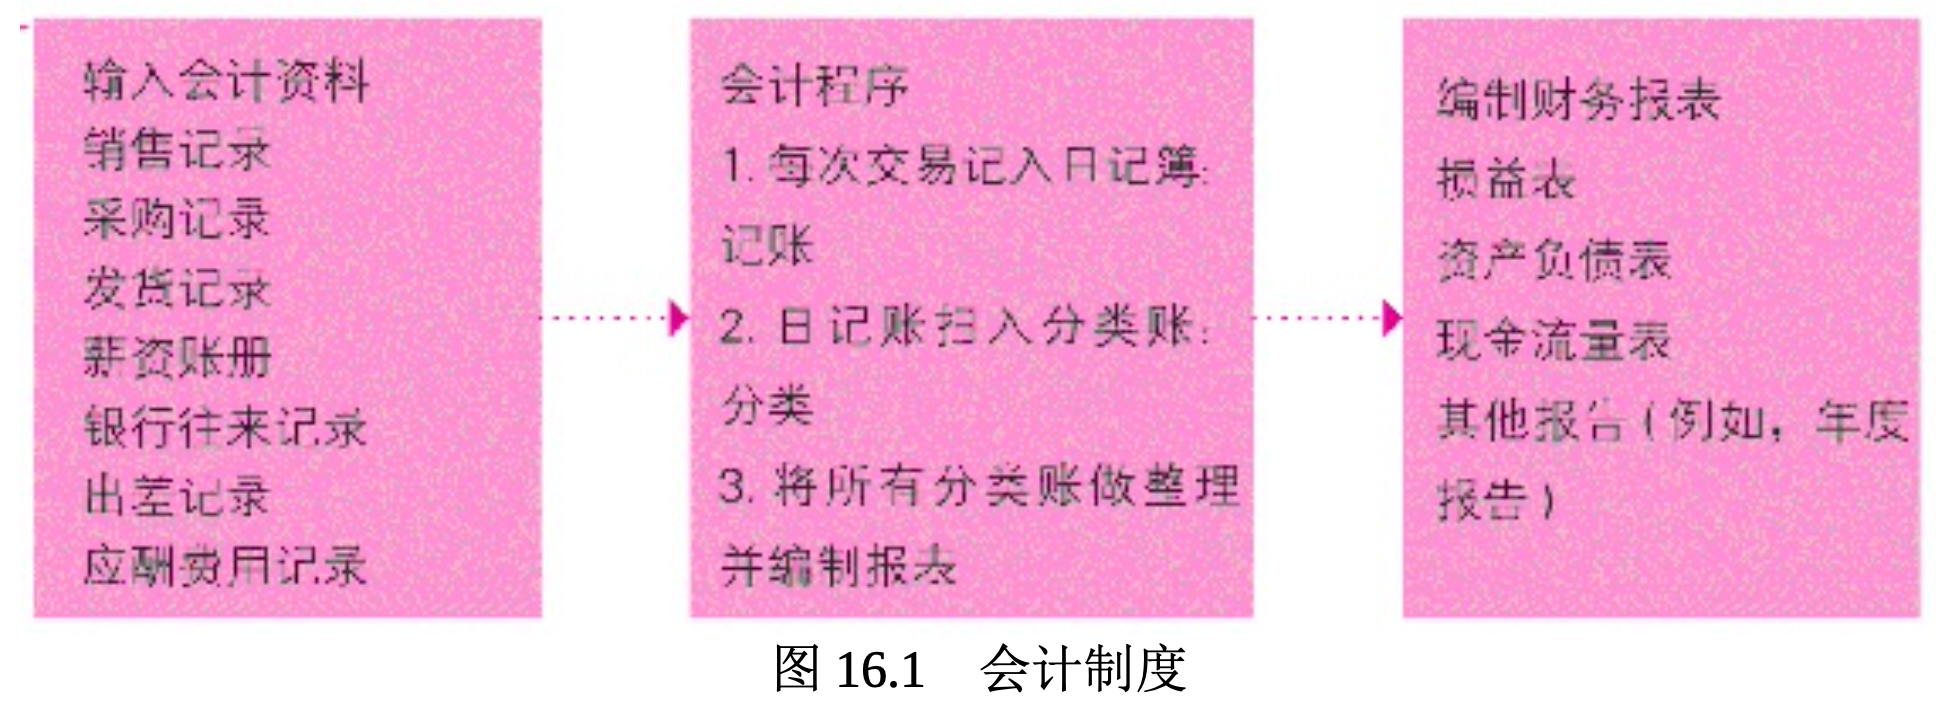 输入会计资料
销售记录
采购记录
发货记录
薪资账册
银行往来记录
出差记录
应酬费用记录
会计程序
1. 每次交易记入日记簿:
记账
2. 日记账扫入分类账:
分类
3. 将所有分类账做整理
并编制报表
编制财务报表
损益表
资产负债表
现金流量表
其他报告(例如，年度
报告)
图 16.1　会计制度